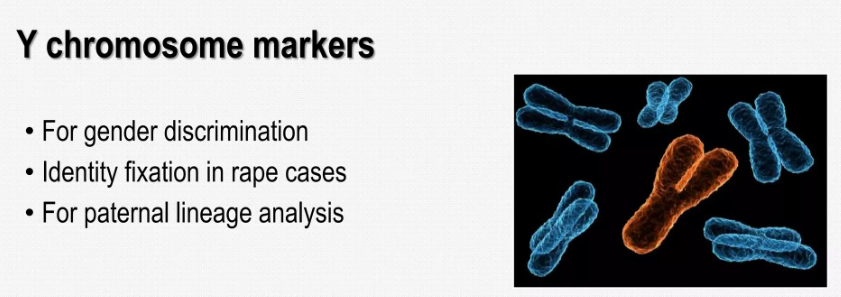 Y chromosome markers
• For gender discrimination
• Identity fixation in rape cases
• For paternal lineage analysis